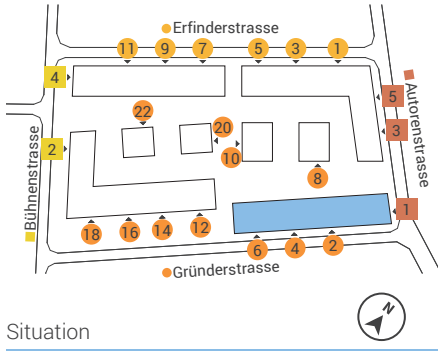 Erfinderstrasse
11 9 7 5 3 1
4
5
Autorenstrasse
22
20
3
2
10
8
Bühnenstrasse
1
18 16 14 12
6 4 2
Gründerstrasse
N
Situation